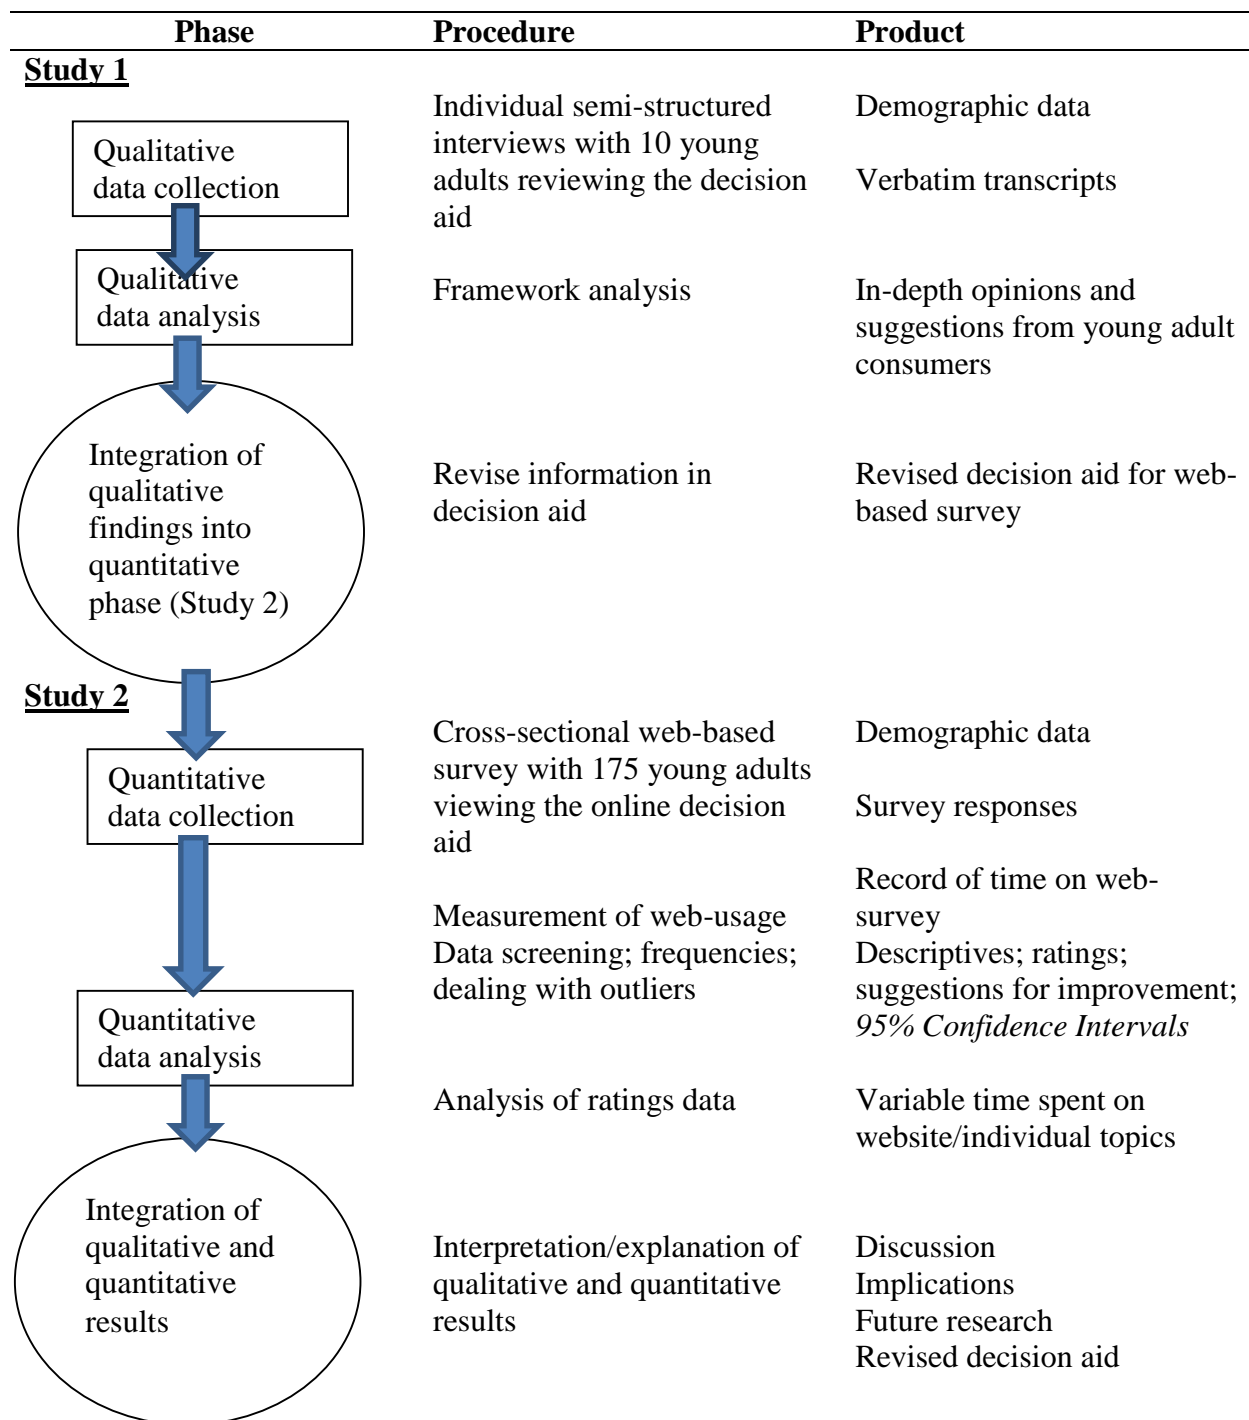 Phase Procedure Product
Study 1
Individual semi-structured
interviews with 10 young
adults reviewing the decision
aid
Demographic data
Verbatim transcripts
Qualitative
data collection
Qualitative
data analysis
Framework analysis
In-depth opinions and
suggestions from young adult
consumers
Integration of
qualitative
findings into
quantitative
phase (Study 2)
Revise information in
decision aid
Revised decision aid for web-
based survey
Study 2
Quantitative
data collection
Cross-sectional web-based
survey with 175 young adults
viewing the online decision
aid
Measurement of web-usage
Data screening; frequencies;
dealing with outliers
Demographic data
Survey responses
Record of time on web-
survey
Descriptives; ratings;
suggestions for improvement;
95% Confidence Intervals
Quantitative
data analysis
Analysis of ratings data
Variable time spent on
website/individual topics
Integration of
qualitative and
quantitative
results
Interpretation/explanation of
qualitative and quantitative
results
Discussion
Implications
Future research
Revised decision aid